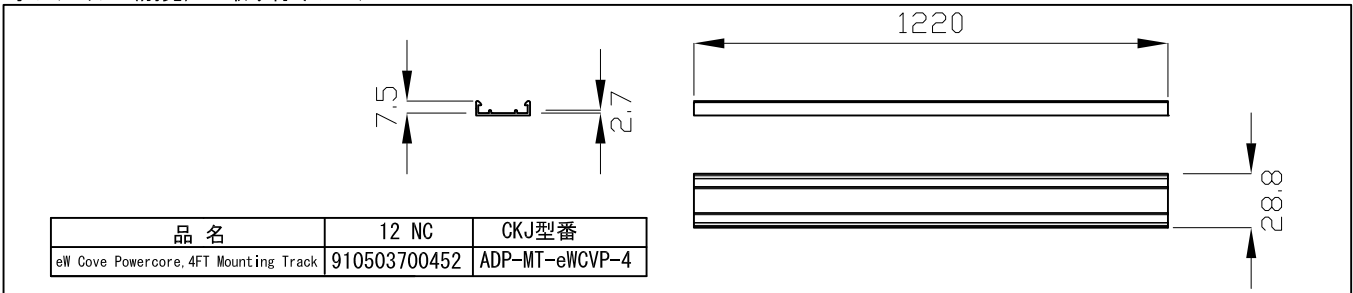 1220
7.5
2.7
28.8
品 名 12 NC CKJ型番
eW Cove Powercore, 4FT Mounting Track 910503700452 ADP-MT-eWCVP-4